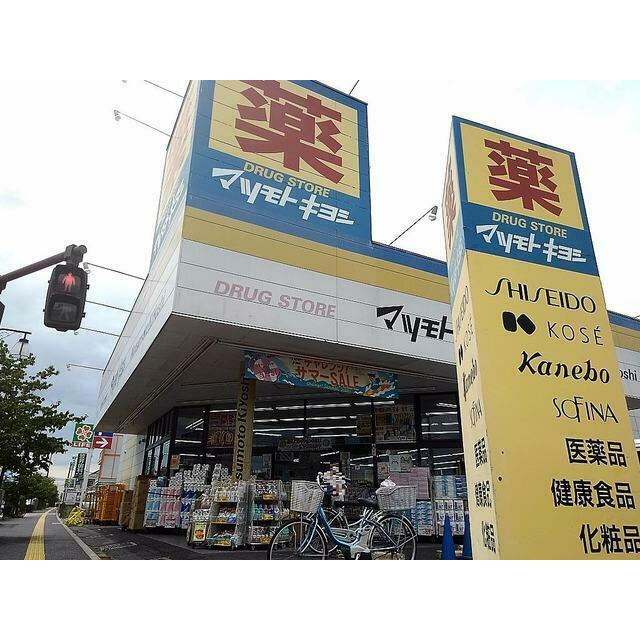 薬
DRUG STORE
マツモトキヨシ
DRUG STORE
マツモト
サマーSALE
LIFE
薬
DRUG STORE
マツモトキヨシ
SHISEIDO
KOSÉ
Kanebo
SOFINA
医薬品
健康食品
化粧品